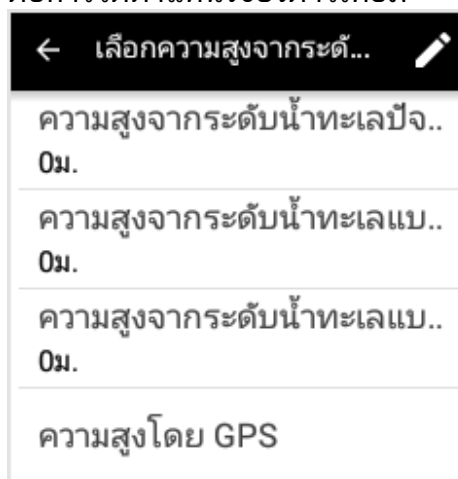 ← เลือกความสูงจากระดั...
ความสูงจากระดับน้ำทะเลปัจ..
0ม.
ความสูงจากระดับน้ำทะเลแบ..
0ม.
ความสูงจากระดับน้ำทะเลแบ..
0ม.
ความสูงโดย GPS